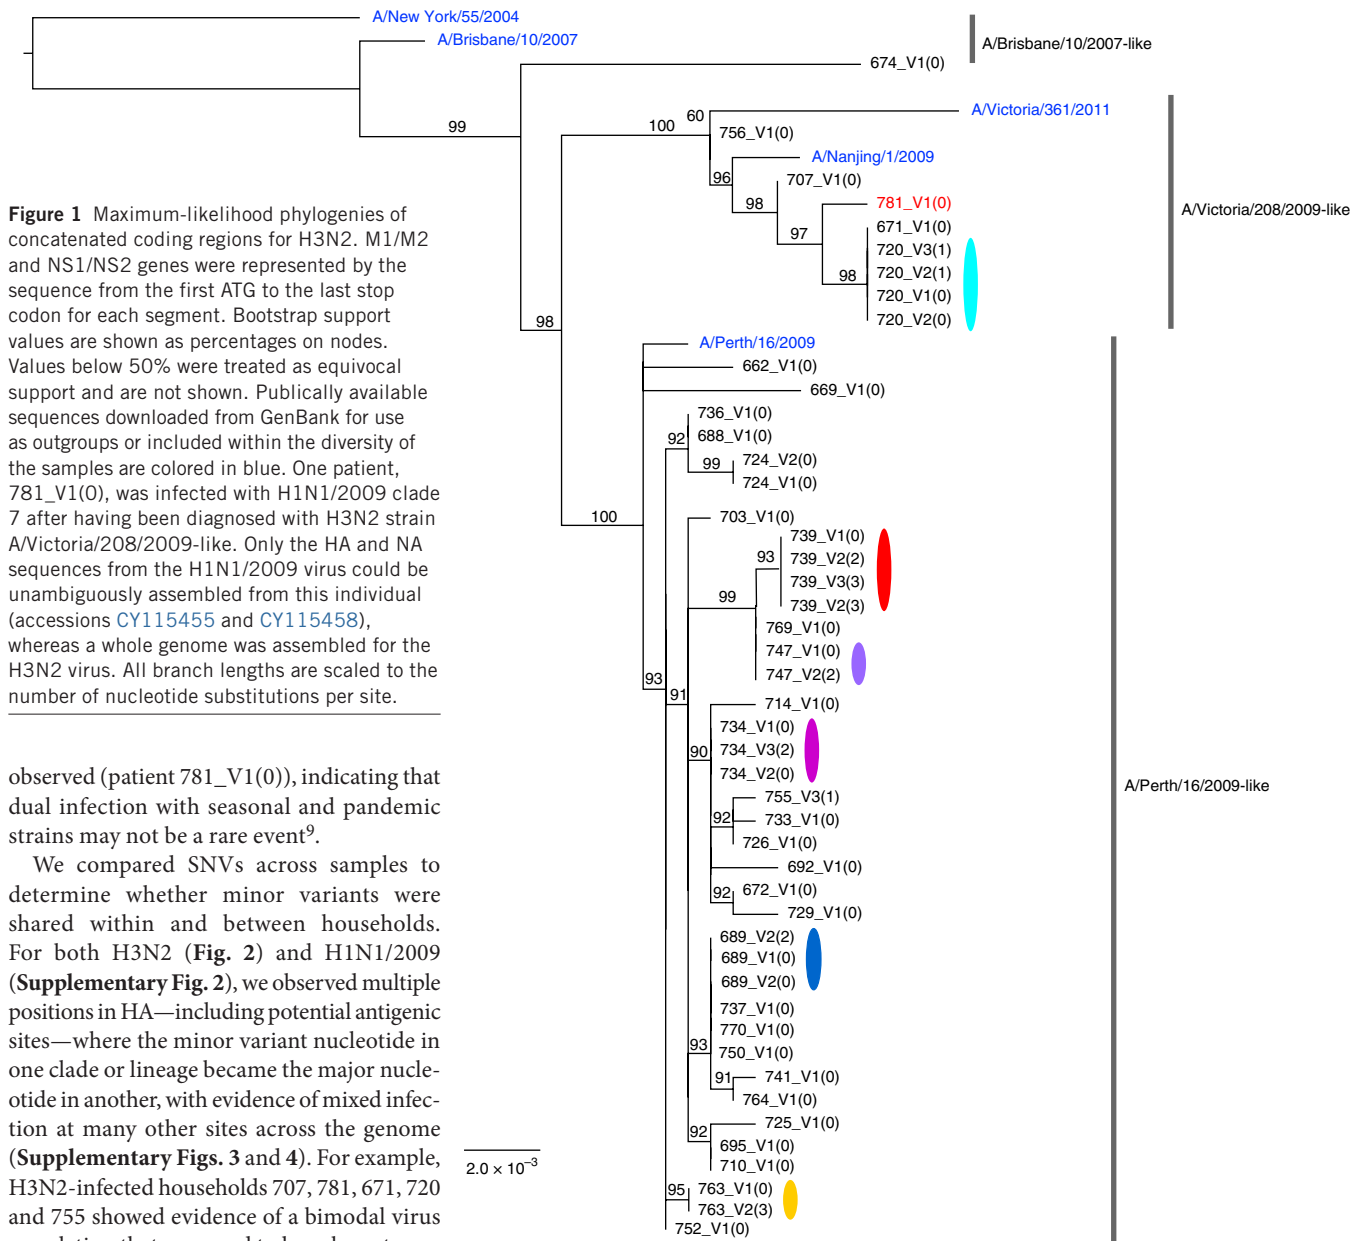 A/New York/55/2004
A/Brisbane/10/2007
A/Brisbane/10/2007-like
674_V1(0)
99
60
100
A/Victoria/361/2011
756_V1(0)
A/Nanjing/1/2009
96
707_V1(0)
98
781_V1(0)
A/Victoria/208/2009-like
671_V1(0)
97
720_V3(1)
98
720_V2(1)
720_V1(0)
720_V2(0)
98
A/Perth/16/2009
662_V1(0)
669_V1(0)
736_V1(0)
92
688_V1(0)
724_V2(0)
99
724_V1(0)
100
703_V1(0)
739_V1(0)
93
739_V2(2)
739_V3(3)
99
739_V2(3)
769_V1(0)
747_V1(0)
747_V2(2)
93
91
714_V1(0)
734_V1(0)
90
734_V3(2)
734_V2(0)
A/Perth/16/2009-like
755_V3(1)
92
733_V1(0)
726_V1(0)
692_V1(0)
92
672_V1(0)
729_V1(0)
689_V2(2)
689_V1(0)
689_V2(0)
737_V1(0)
770_V1(0)
93
750_V1(0)
91
741_V1(0)
764_V1(0)
725_V1(0)
92
695_V1(0)
710_V1(0)
95
763_V1(0)
763_V2(3)
752_V1(0)
2.0 × 10⁻³
Figure 1 Maximum-likelihood phylogenies of
concatenated coding regions for H3N2. M1/M2
and NS1/NS2 genes were represented by the
sequence from the first ATG to the last stop
codon for each segment. Bootstrap support
values are shown as percentages on nodes.
Values below 50% were treated as equivocal
support and are not shown. Publically available
sequences downloaded from GenBank for use
as outgroups or included within the diversity of
the samples are colored in blue. One patient,
781_V1(0), was infected with H1N1/2009 clade
7 after having been diagnosed with H3N2 strain
A/Victoria/208/2009-like. Only the HA and NA
sequences from the H1N1/2009 virus could be
unambiguously assembled from this individual
(accessions CY115455 and CY115458),
whereas a whole genome was assembled for the
H3N2 virus. All branch lengths are scaled to the
number of nucleotide substitutions per site.
observed (patient 781_V1(0)), indicating that
dual infection with seasonal and pandemic
strains may not be a rare event⁹.
We compared SNVs across samples to
determine whether minor variants were
shared within and between households.
For both H3N2 (Fig. 2) and H1N1/2009
(Supplementary Fig. 2), we observed multiple
positions in HA—including potential antigenic
sites—where the minor variant nucleotide in
one clade or lineage became the major nucle-
otide in another, with evidence of mixed infec-
tion at many other sites across the genome
(Supplementary Figs. 3 and 4). For example,
H3N2-infected households 707, 781, 671, 720
and 755 showed evidence of a bimodal virus